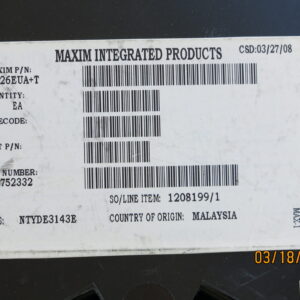 MAXIM INTEGRATED PRODUCTS CSD:03/27/08
XIM P/N:
26EUA+T
NTITY:
EA
ECODE:
T P/N:
NUMBER:
752332
SO/LINE ITEM: 1208199/1
NTYDE3143E COUNTRY OF ORIGIN: MALAYSIA
03/18/